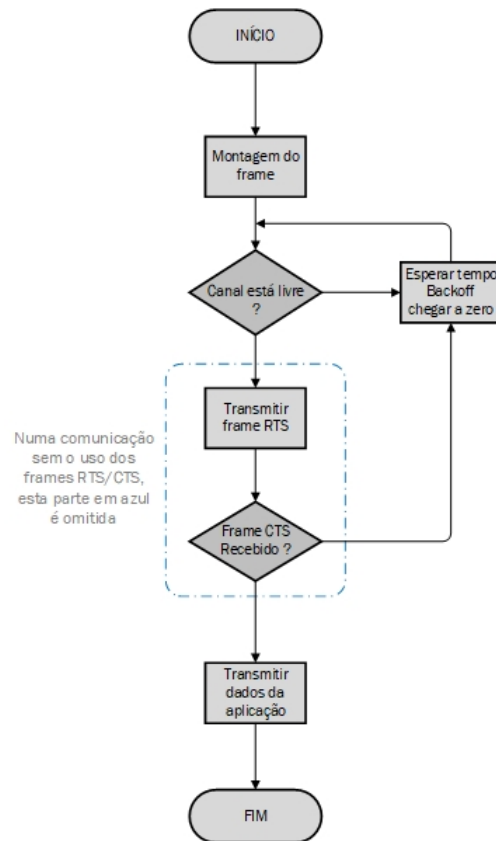 INÍCIO
Montagem do
frame
Canal está livre
?
Esperar tempo
Backoff
chegar a zero
Transmitir
frame RTS
Numa comunicação
sem o uso dos
frames RTS/CTS,
esta parte em azul
é omitida
Frame CTS
Recebido ?
Transmitir
dados da
aplicação
FIM